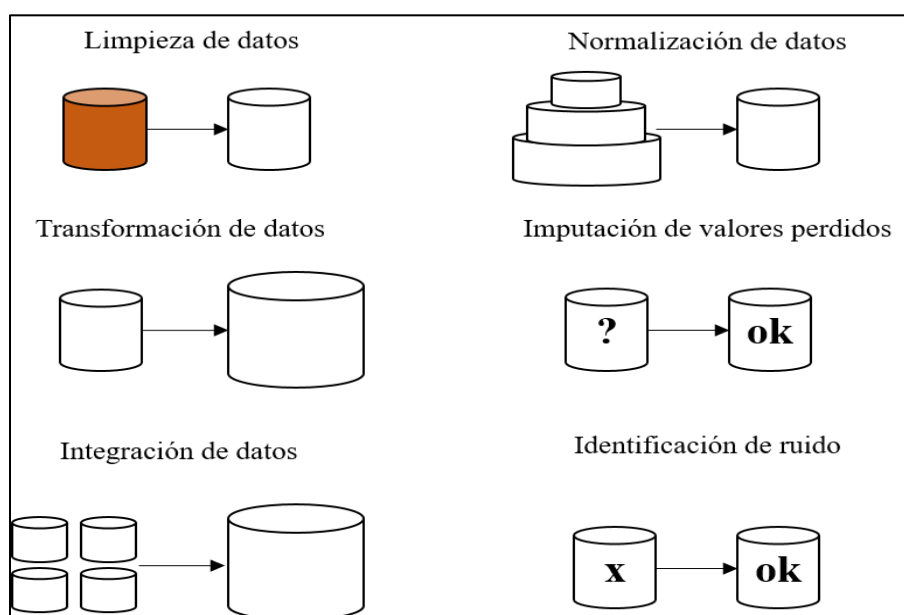 Limpieza de datos
Normalización de datos
Transformación de datos
Imputación de valores perdidos
?
ok
Integración de datos
Identificación de ruido
x
ok